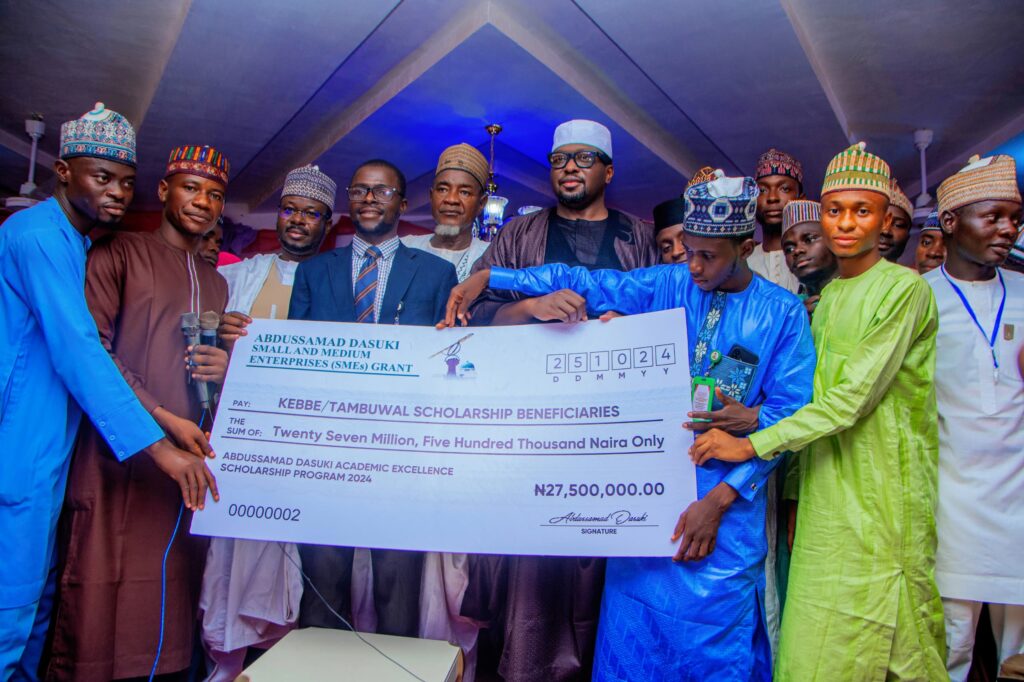 ABDUSSAMAD DASUKI
SMALL AND MEDIUM
ENTERPRISES (SMEs) GRANT
251024
DDMMYY
PAY: KEBBE/TAMBUWAL SCHOLARSHIP BENEFICIARIES
THE
SUM OF: Twenty Seven Million, Five Hundred Thousand Naira Only
ABDUSSAMAD DASUKI ACADEMIC EXCELLENCE
SCHOLARSHIP PROGRAM 2024
₦27,500,000.00
00000002
Abdussamad Dasuki
SIGNATURE